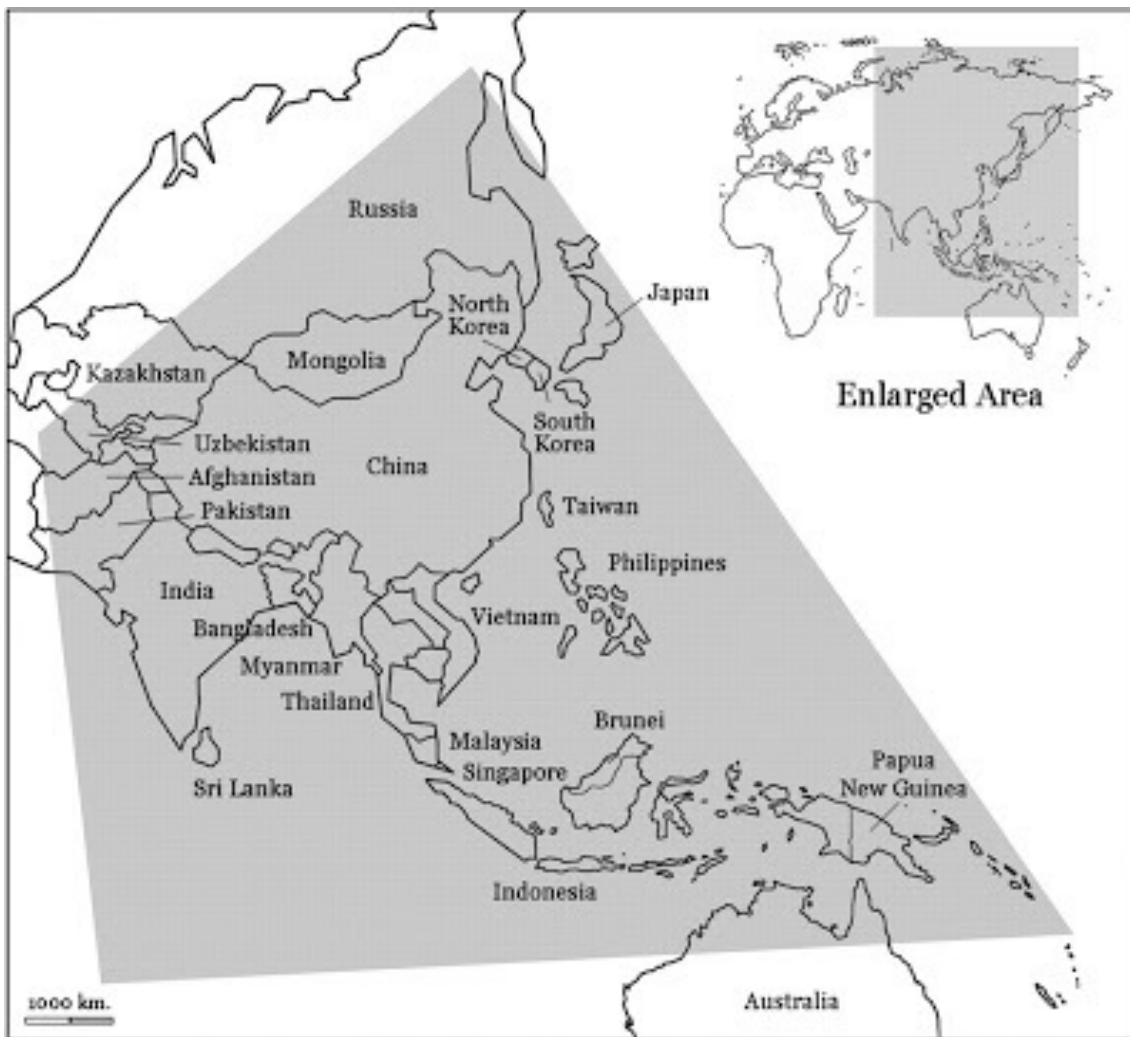 Russia
Japan
North
Korea
Mongolia
Kazakhstan
Enlarged Area
South
Korea
Uzbekistan
China
Afghanistan
Taiwan
Pakistan
Philippines
India
Vietnam
Bangladesh
Myanmar
Thailand
Brunei
Malaysia
Singapore
Papua
New Guinea
Sri Lanka
Indonesia
1000 km.
Australia